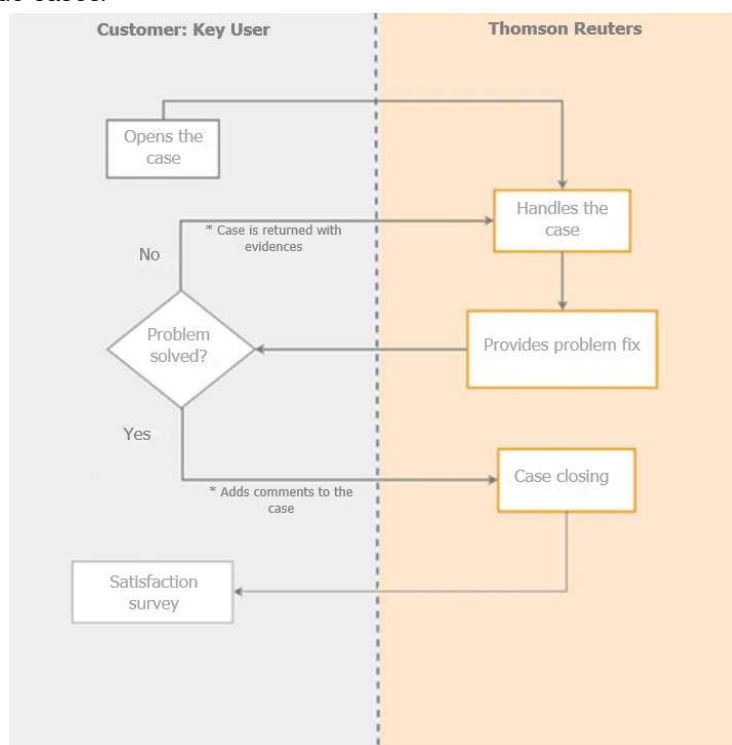 Customer: Key User
Thomson Reuters
Opens the
case
Handles the
case
* Case is returned with
evidences
No
Problem
solved?
Provides problem fix
Yes
Case closing
* Adds comments to the
case
Satisfaction
survey